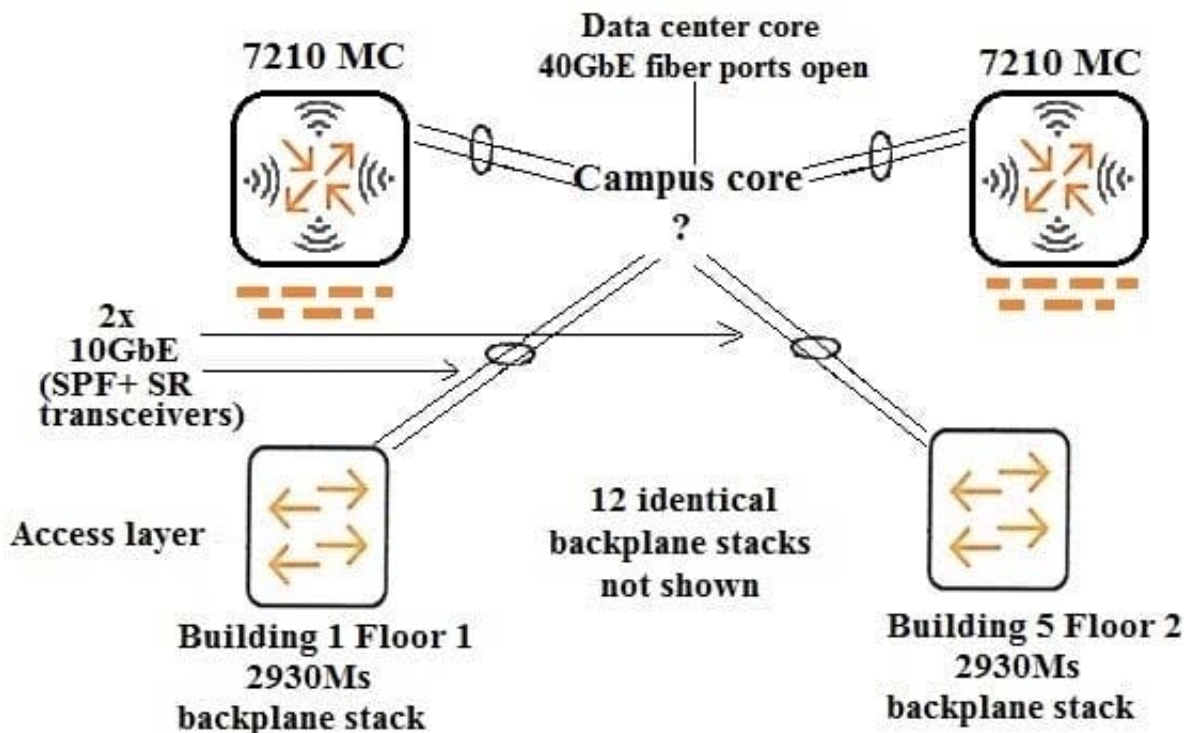 Data center core
40GbE fiber ports open
7210 MC
7210 MC
Campus core
?
2x
10GbE
(SPF+ SR
transceivers)
Access layer
12 identical
backplane stacks
not shown
Building 1 Floor 1
2930Ms
backplane stack
Building 5 Floor 2
2930Ms
backplane stack